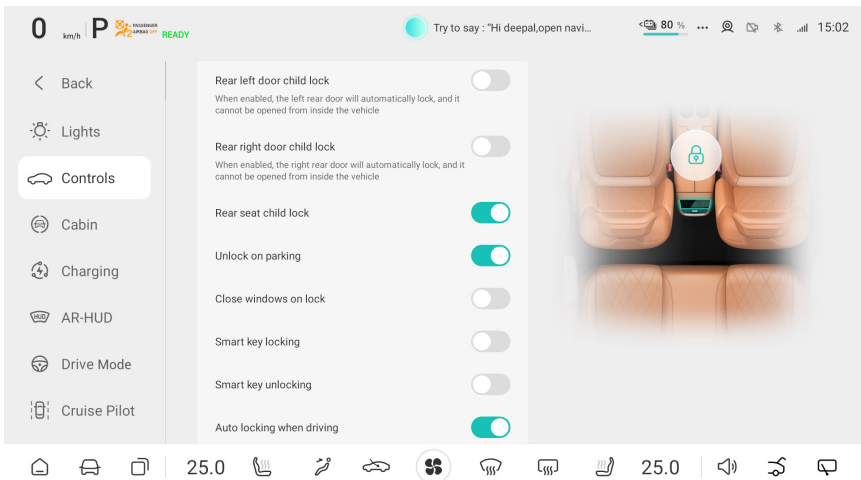 0 km/h P PASSENGER
AIRBAG OFF READY
Try to say : "Hi deepal,open navi...
80 %
15:02
Back
Lights
Controls
Cabin
Charging
HUD AR-HUD
Drive Mode
Cruise Pilot
Rear left door child lock
When enabled, the left rear door will automatically lock, and it
cannot be opened from inside the vehicle
Rear right door child lock
When enabled, the right rear door will automatically lock, and it
cannot be opened from inside the vehicle
Rear seat child lock
Unlock on parking
Close windows on lock
Smart key locking
Smart key unlocking
Auto locking when driving
25.0
25.0